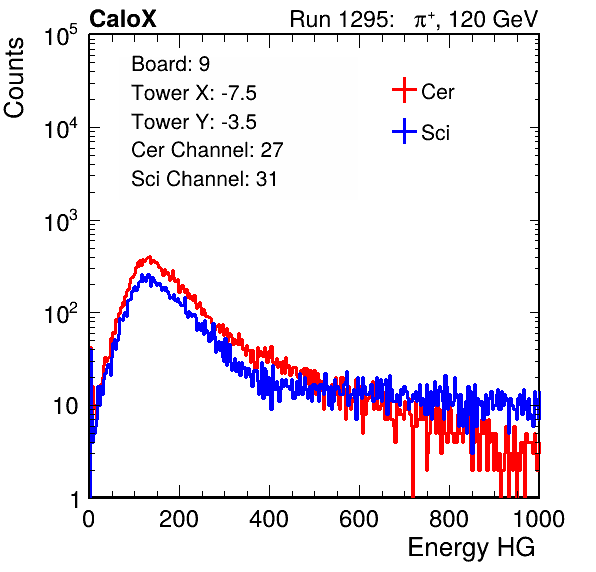 CaloX Run 1295: π⁺, 120 GeV
Counts
10⁵
10⁴
10³
10²
10
1
Board: 9
Tower X: -7.5
Tower Y: -3.5
Cer Channel: 27
Sci Channel: 31
Cer
Sci
0 200 400 600 800 1000
Energy HG